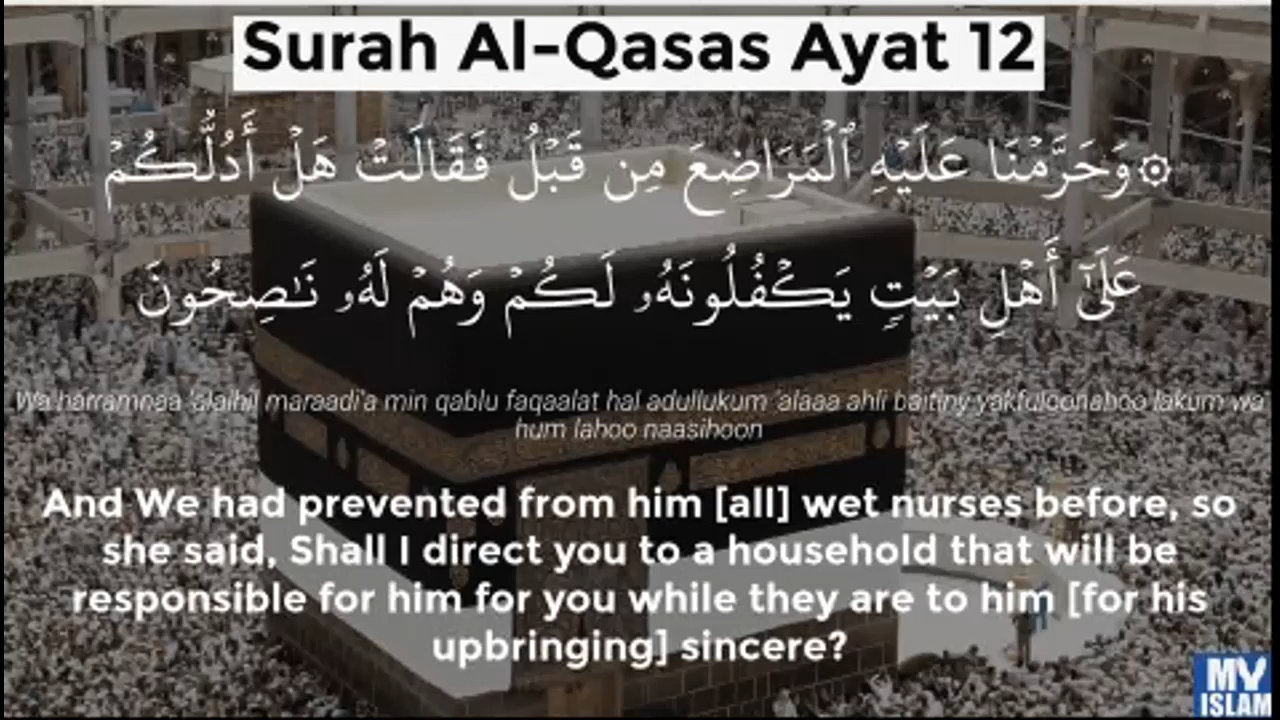 Surah Al-Qasas Ayat 12
۞وَحَرَّمْنَا عَلَيْهِ ٱلْمَرَاضِعَ مِن قَبْلُ فَقَالَتْ هَلْ أَدُلُّكُمْ
عَلَىٰٓ أَهْلِ بَيْتٍ يَكْفُلُونَهُۥ لَكُمْ وَهُمْ لَهُۥ نَـٰصِحُونَ
Wa harramnaa 'alaihil maraadi'a min qablu faqaalat hal adullukum 'alaaa ahli baitiny yakfuloonahoo lakum wa
hum lahoo naasihoon
And We had prevented from him [all] wet nurses before, so
she said, Shall I direct you to a household that will be
responsible for him for you while they are to him [for his
upbringing] sincere?
MY
ISLAM